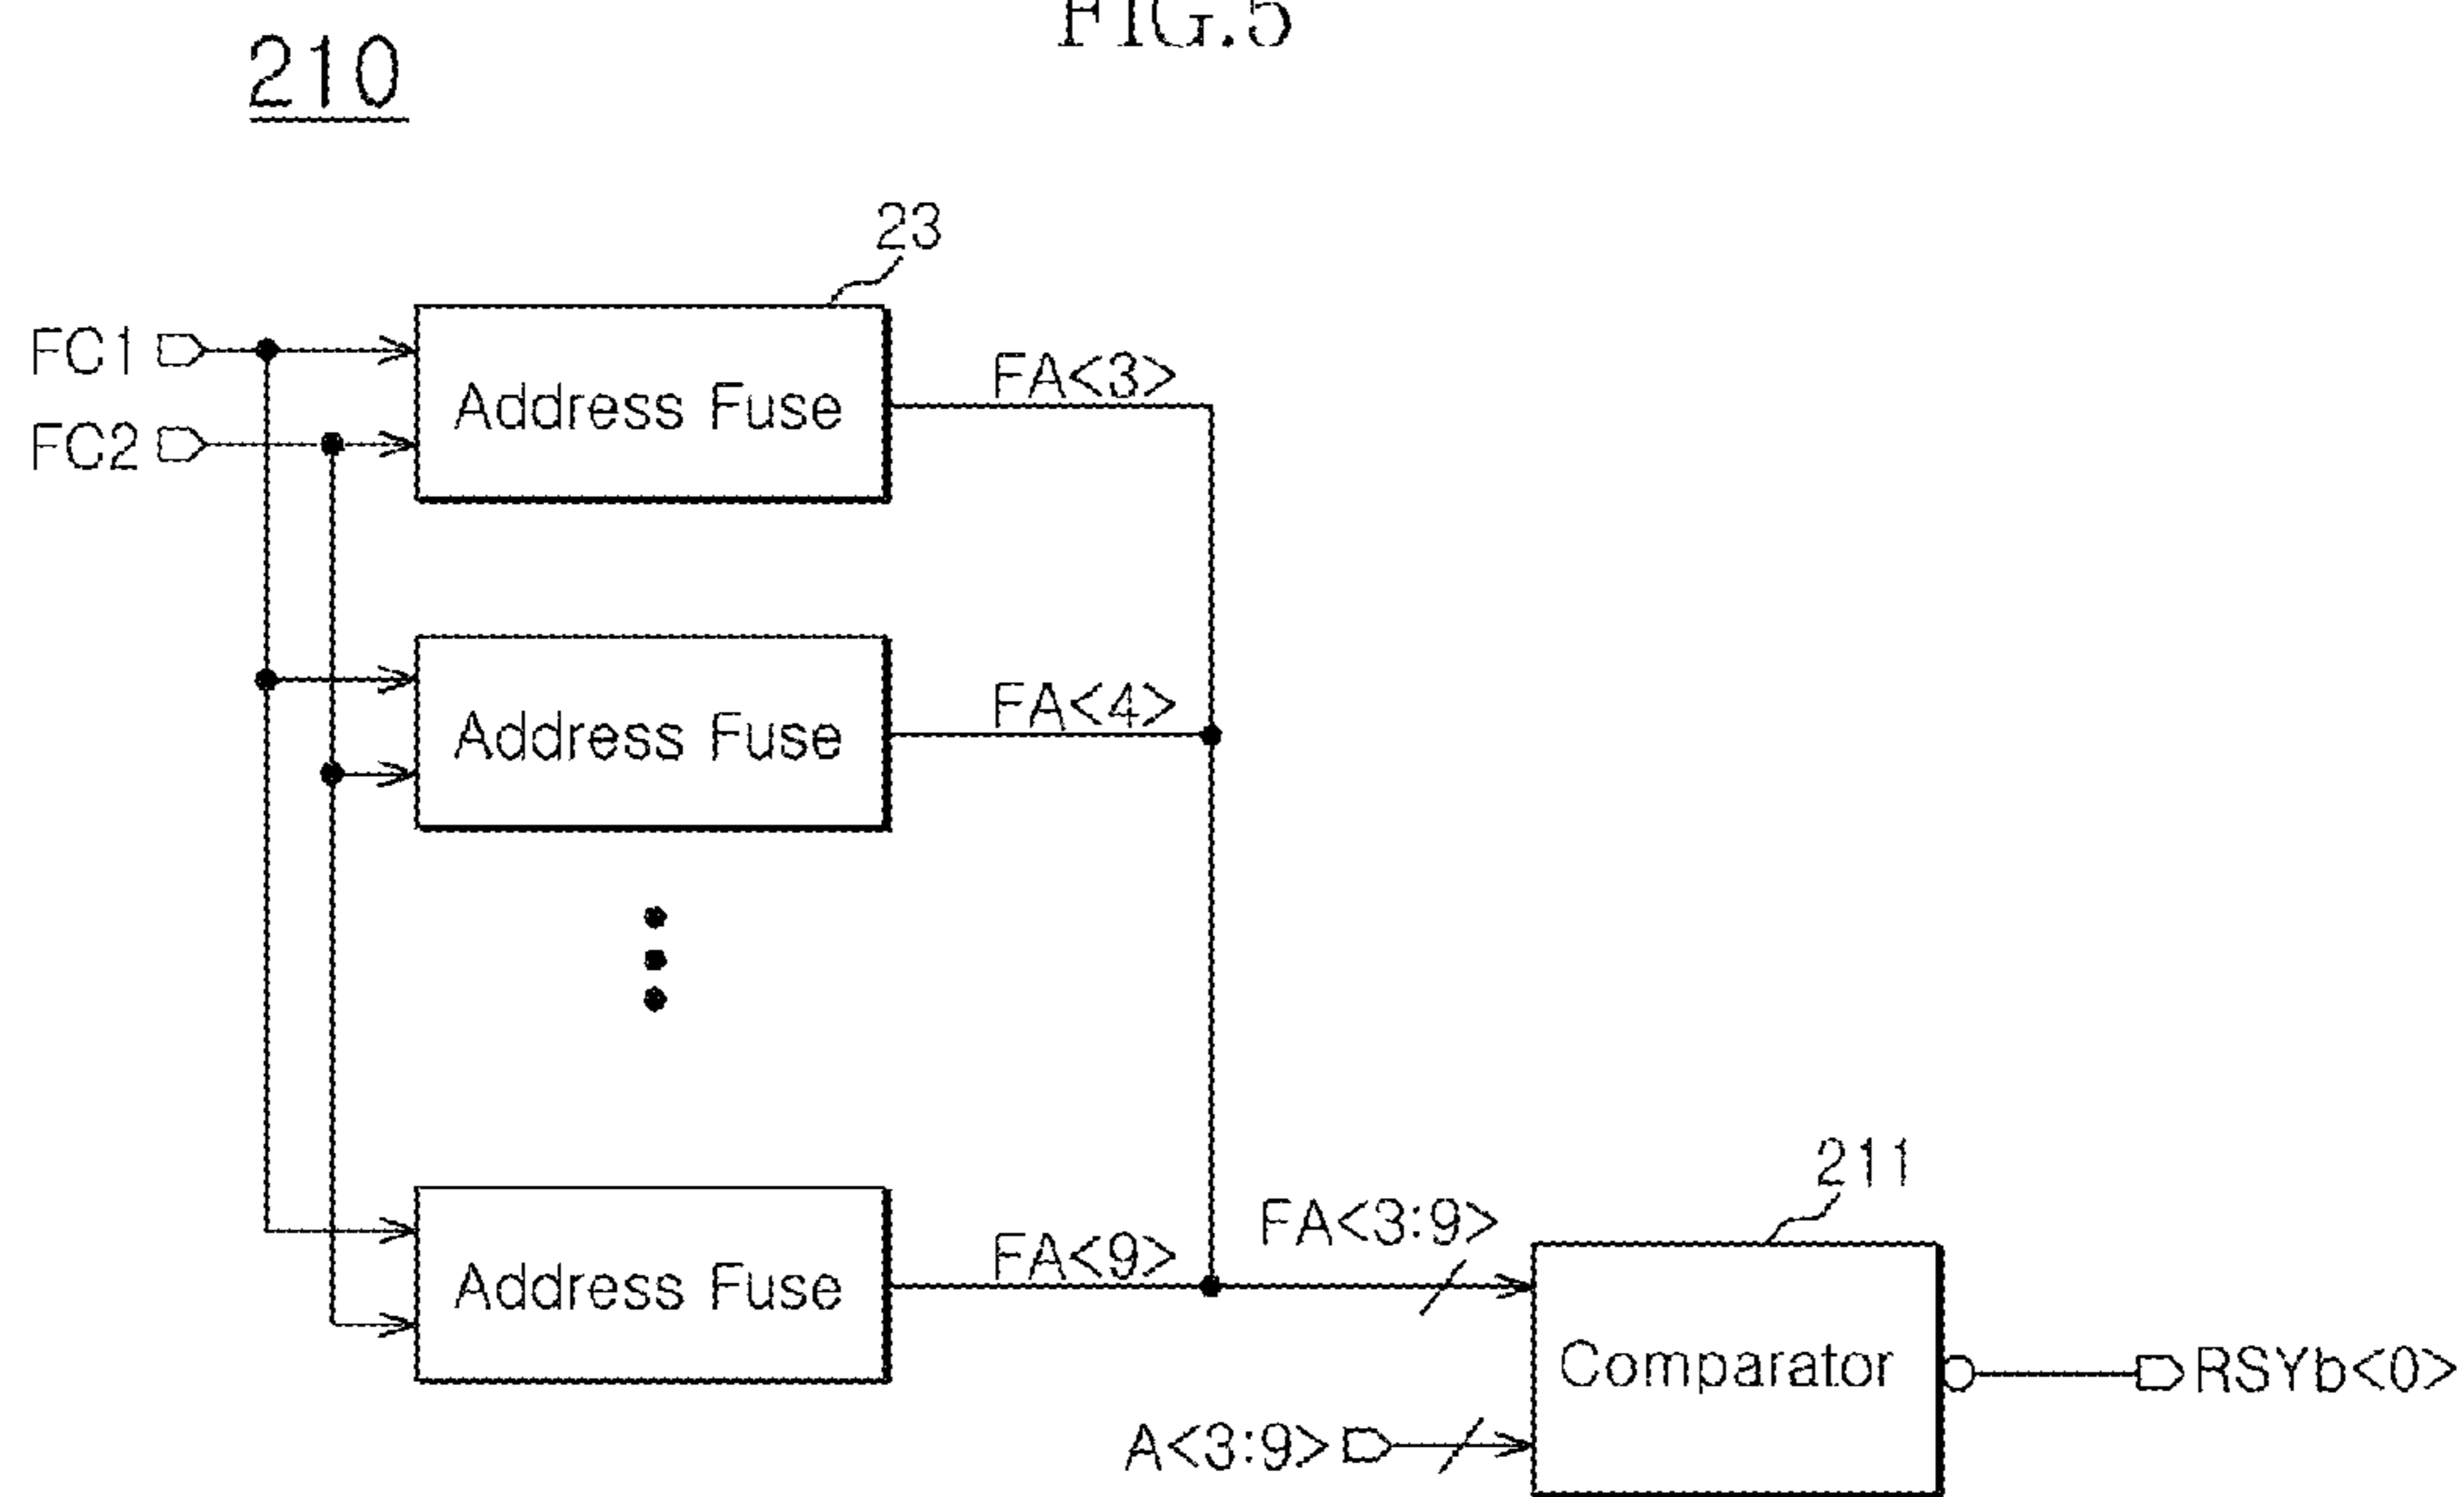 FIG.5
210
23
FC1
FC2
Address Fuse
FA<3>
Address Fuse
FA<4>
Address Fuse
FA<9>
FA<3:9>
211
Comparator
A<3:9>
RSYb<0>